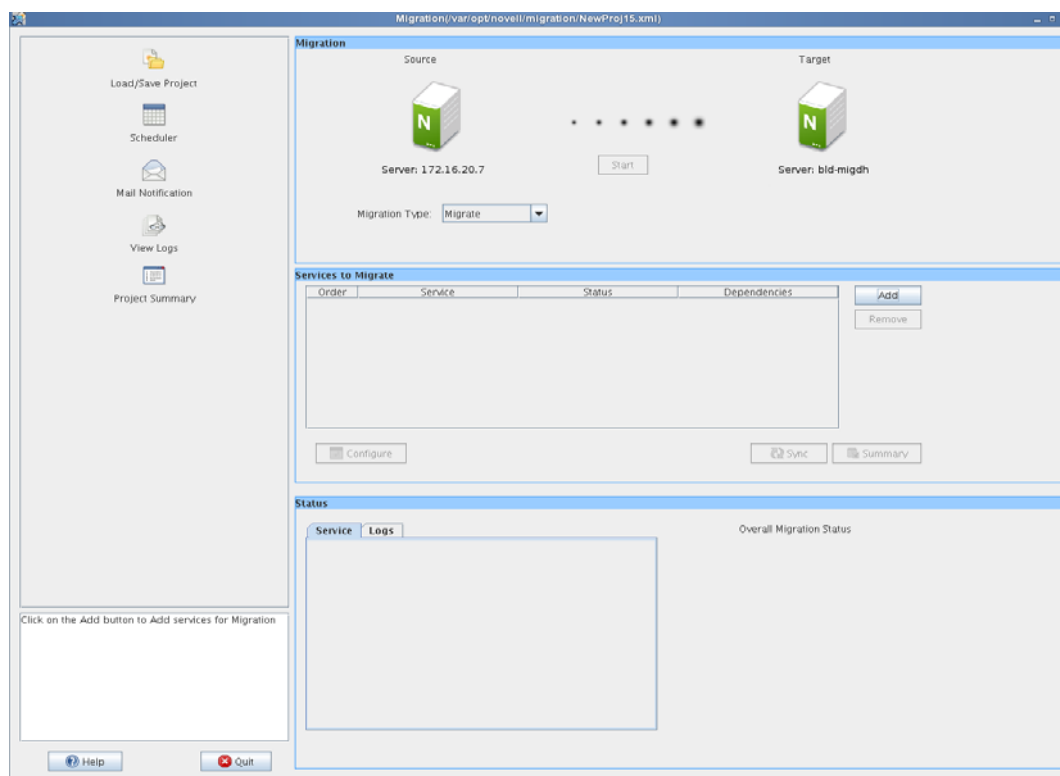 Migration(/var/opt/novell/migration/NewProj15.xml)
Load/Save Project
Scheduler
Mail Notification
View Logs
Project Summary
Click on the Add button to Add services for Migration
Help
Quit
Migration
Source
Target
N
N
Server: 172.16.20.7
Start
Server: bld-migdh
Migration Type: Migrate
Services to Migrate
Order Service Status Dependencies
Add
Remove
Configure
Sync
Summary
Status
Service Logs
Overall Migration Status